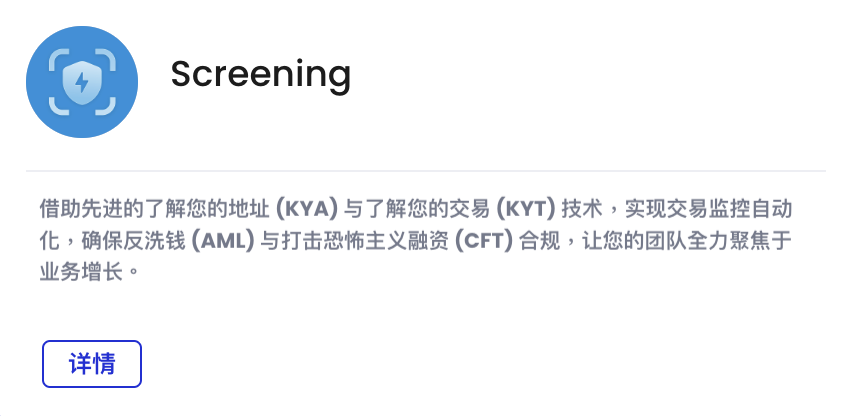 Screening
借助先进的了解您的地址 (KYA) 与了解您的交易 (KYT) 技术，实现交易监控自动
化，确保反洗钱 (AML) 与打击恐怖主义融资 (CFT) 合规，让您的团队全力聚焦于
业务增长。
详情